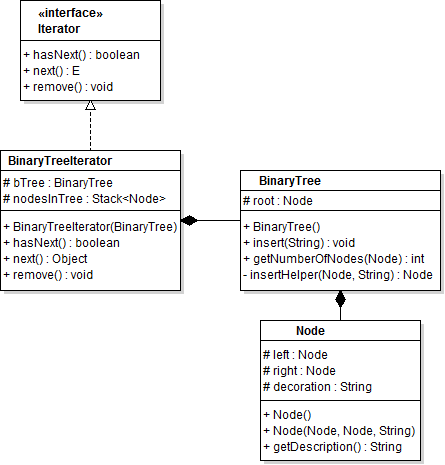 «interface»
Iterator
+ hasNext() : boolean
+ next() : E
+ remove() : void
BinaryTreeIterator
# bTree : BinaryTree
# nodesInTree : Stack<Node>
+ BinaryTreeIterator(BinaryTree)
+ hasNext() : boolean
+ next() : Object
+ remove() : void
BinaryTree
# root : Node
+ BinaryTree()
+ insert(String) : void
+ getNumberOfNodes(Node) : int
- insertHelper(Node, String) : Node
Node
# left : Node
# right : Node
# decoration : String
+ Node()
+ Node(Node, Node, String)
+ getDescription() : String